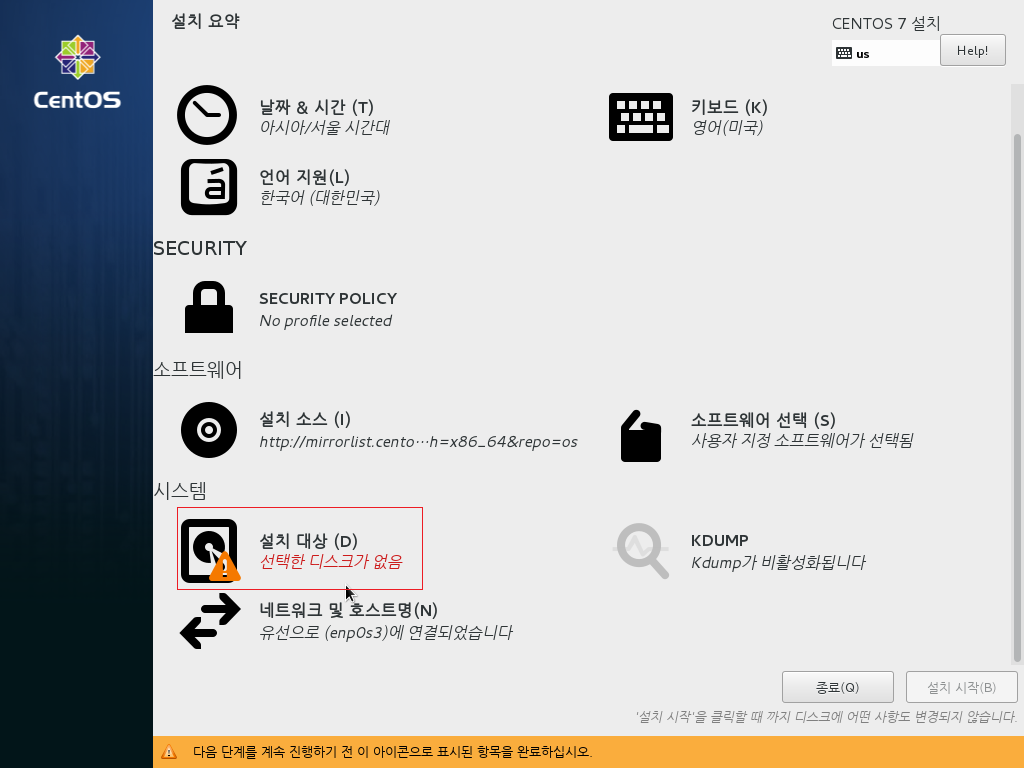 설치 요약
CENTOS 7 설치
us
Help!
CentOS
날짜 & 시간 (T)
아시아/서울 시간대
키보드 (K)
영어(미국)
á
언어 지원(L)
한국어 (대한민국)
SECURITY
SECURITY POLICY
No profile selected
소프트웨어
설치 소스 (I)
http://mirrorlist.cento⋯h=x86_64&repo=os
소프트웨어 선택 (S)
사용자 지정 소프트웨어가 선택됨
시스템
설치 대상 (D)
선택한 디스크가 없음
KDUMP
Kdump가 비활성화됩니다
네트워크 및 호스트명(N)
유선으로 (enp0s3)에 연결되었습니다
종료(Q)
설치 시작(B)
'설치 시작'을 클릭할 때 까지 디스크에 어떤 사항도 변경되지 않습니다.
다음 단계를 계속 진행하기 전 이 아이콘으로 표시된 항목을 완료하십시오.